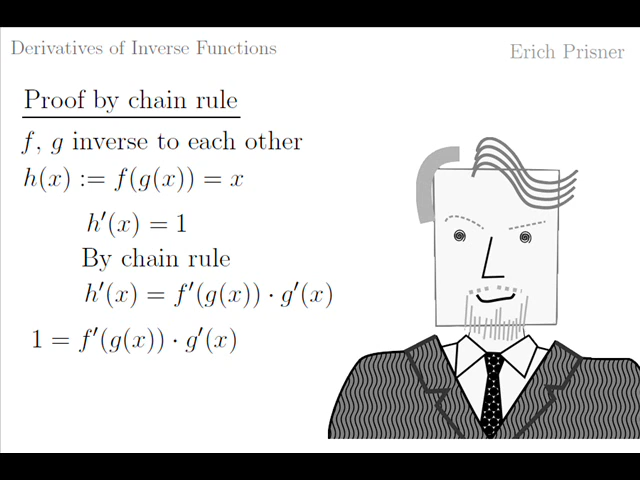 Derivatives of Inverse Functions
Erich Prisner
Proof by chain rule
f, g inverse to each other
h(x) := f(g(x)) = x
h′(x) = 1
By chain rule
h′(x) = f′(g(x)) · g′(x)
1 = f′(g(x)) · g′(x)